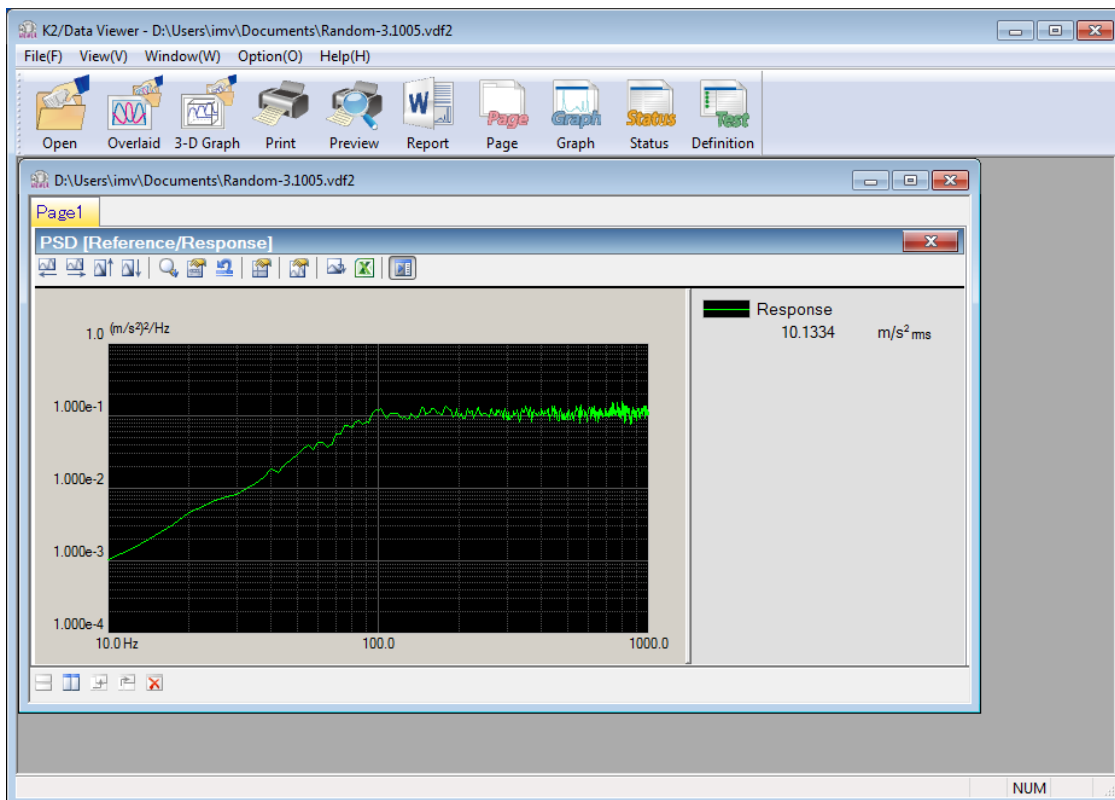 K2/Data Viewer - D:\Users\imv\Documents\Random-3.1005.vdf2
File(F) View(V) Window(W) Option(O) Help(H)
W Page Graph Status Test
Open Overlaid 3-D Graph Print Preview Report Page Graph Status Definition
D:\Users\imv\Documents\Random-3.1005.vdf2
Page1
PSD [Reference/Response]
1.0 (m/s²)²/Hz
1.000e-1
1.000e-2
1.000e-3
1.000e-4
10.0 Hz 100.0 1000.0
Response
10.1334 m/s² rms
NUM